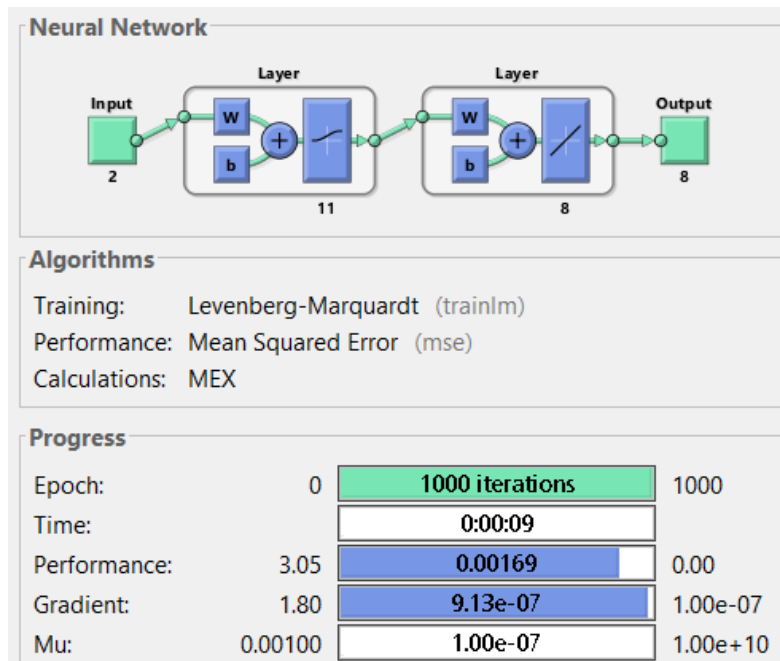 Neural Network
Layer Layer
Input Output
W W
b b
2 11 8 8
Algorithms
Training: Levenberg-Marquardt (trainlm)
Performance: Mean Squared Error (mse)
Calculations: MEX
Progress
Epoch: 0 1000 iterations 1000
Time: 0:00:09
Performance: 3.05 0.00169 0.00
Gradient: 1.80 9.13e-07 1.00e-07
Mu: 0.00100 1.00e-07 1.00e+10